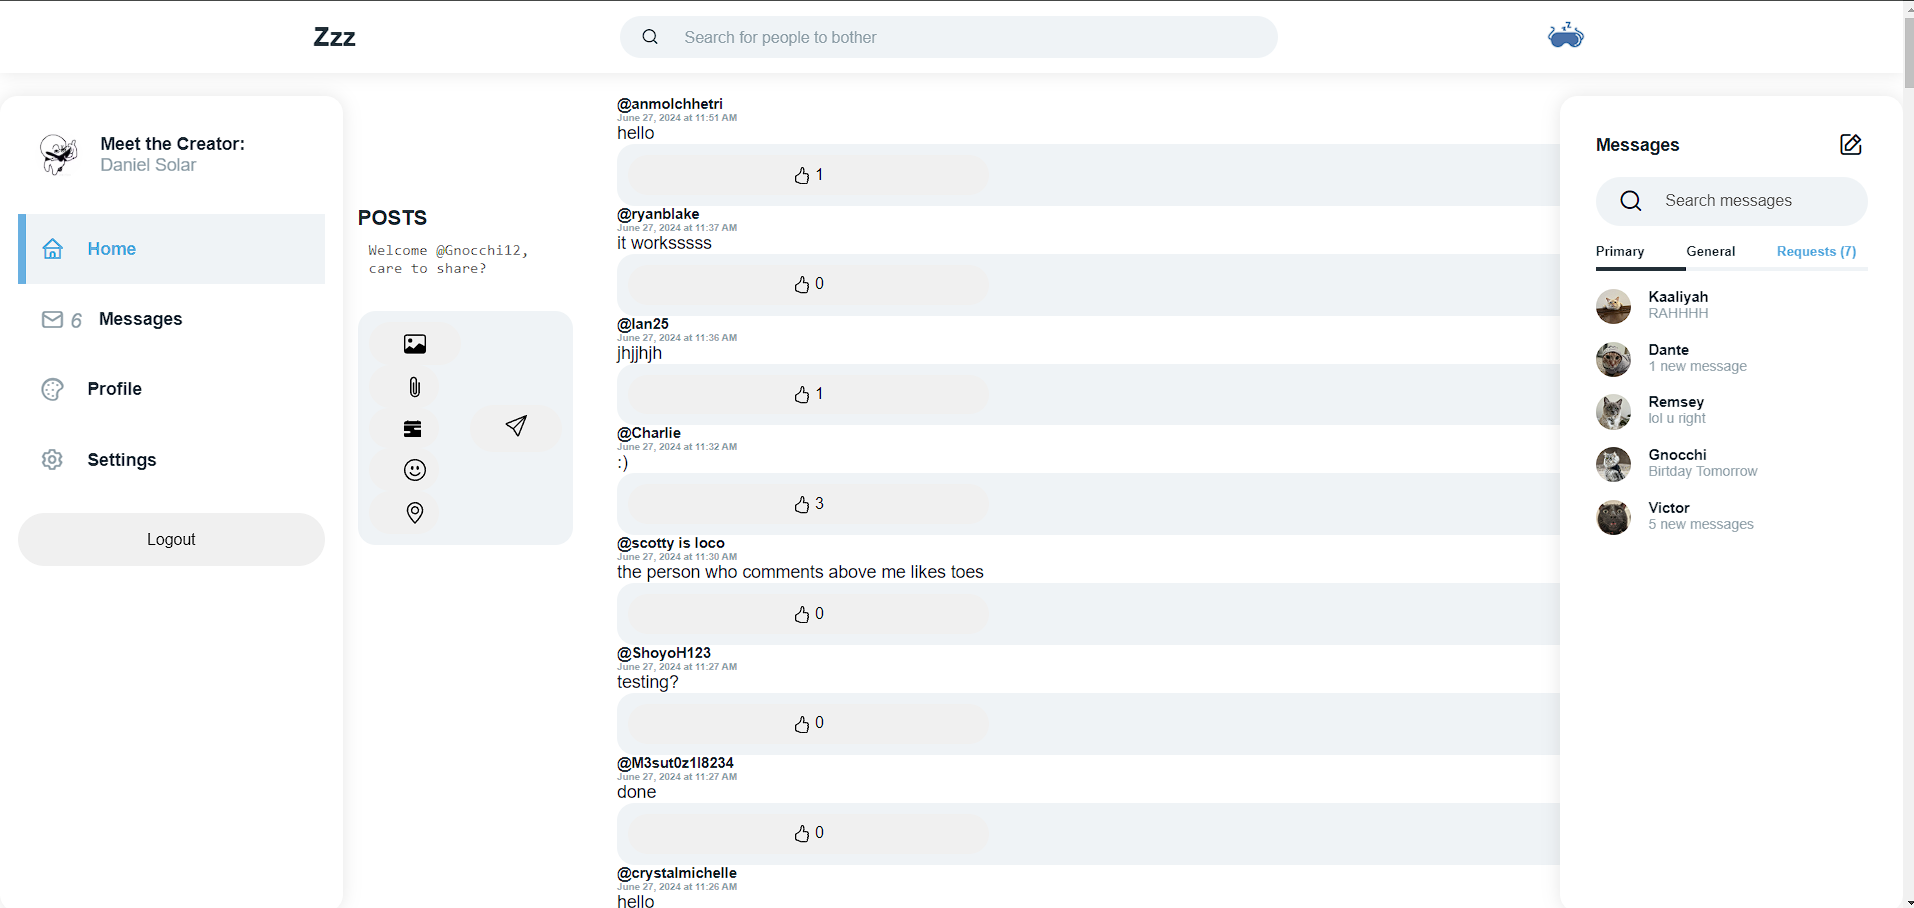 Zzz
Search for people to bother
Meet the Creator:
Daniel Solar
Home
6 Messages
Profile
Settings
Logout
POSTS
Welcome @Gnocchi12,
care to share?
@anmolchhetri
June 27, 2024 at 11:51 AM
hello
1
@ryanblake
June 27, 2024 at 11:37 AM
it worksssss
0
@Ian25
June 27, 2024 at 11:36 AM
jhjjhjh
1
@Charlie
June 27, 2024 at 11:32 AM
:)
3
@scotty is loco
June 27, 2024 at 11:30 AM
the person who comments above me likes toes
0
@ShoyoH123
June 27, 2024 at 11:27 AM
testing?
0
@M3sut0z1l8234
June 27, 2024 at 11:27 AM
done
0
@crystalmichelle
June 27, 2024 at 11:26 AM
hello
Messages
Search messages
Primary General Requests (7)
Kaaliyah
RAHHHH
Dante
1 new message
Remsey
lol u right
Gnocchi
Birtday Tomorrow
Victor
5 new messages